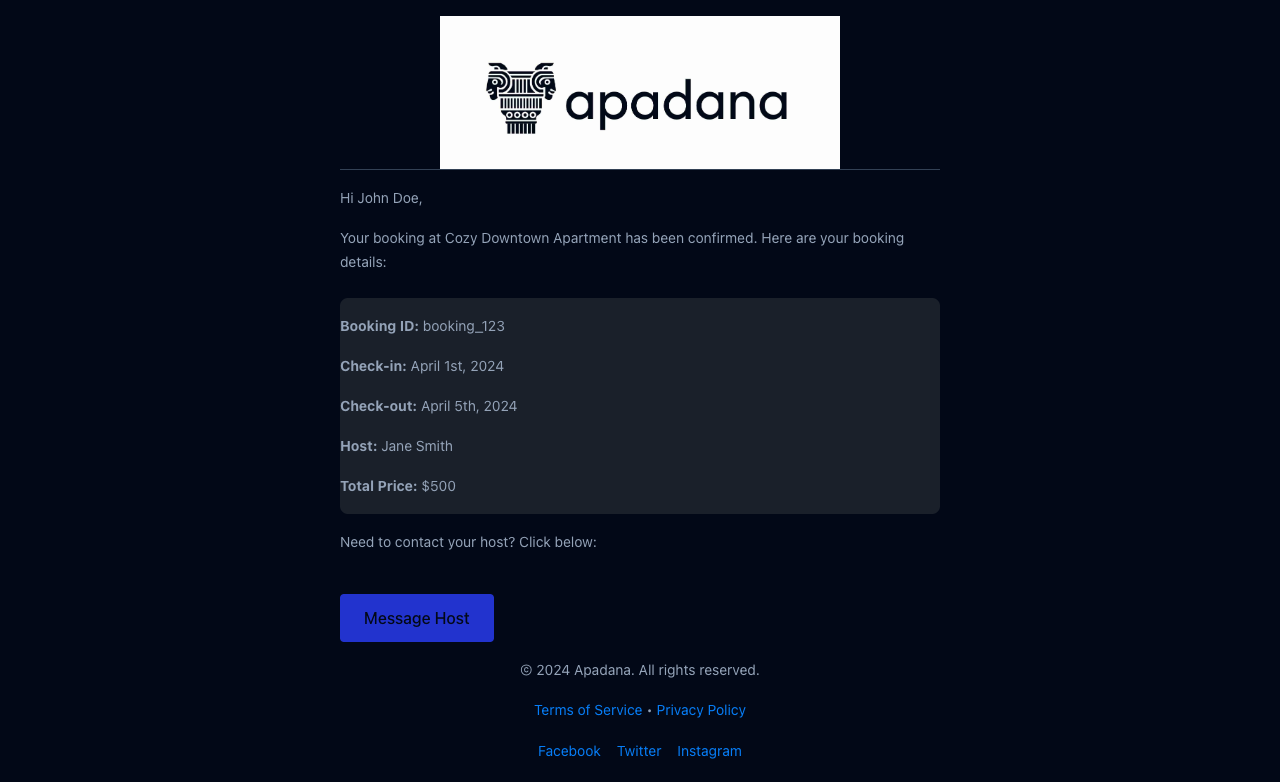 apadana
Hi John Doe,
Your booking at Cozy Downtown Apartment has been confirmed. Here are your booking
details:
Booking ID: booking_123
Check-in: April 1st, 2024
Check-out: April 5th, 2024
Host: Jane Smith
Total Price: $500
Need to contact your host? Click below:
Message Host
© 2024 Apadana. All rights reserved.
Terms of Service • Privacy Policy
Facebook Twitter Instagram